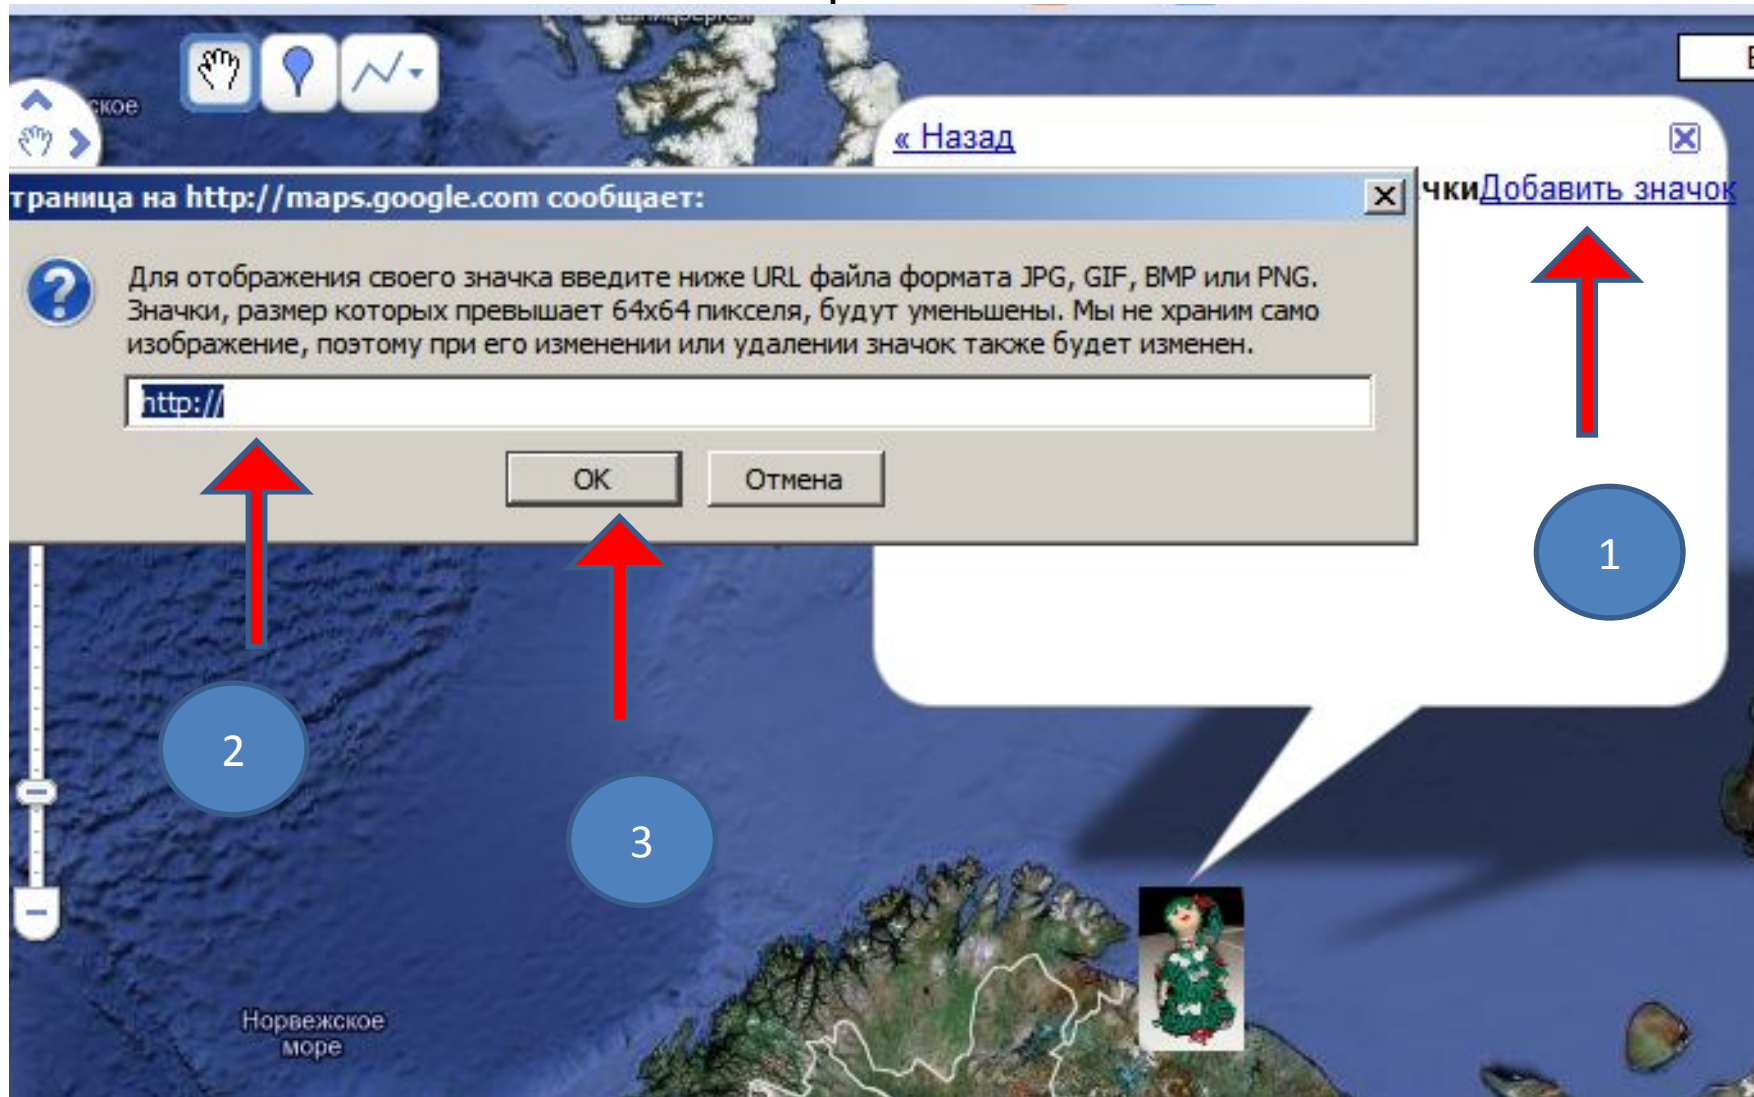 ское
« Назад
чкиДобавить значок
траница на http://maps.google.com сообщает:
Для отображения своего значка введите ниже URL файла формата JPG, GIF, BMP или PNG.
Значки, размер которых превышает 64x64 пикселя, будут уменьшены. Мы не храним само
изображение, поэтому при его изменении или удалении значок также будет изменен.
http://
OK
Отмена
1
2
3
Норвежское
море